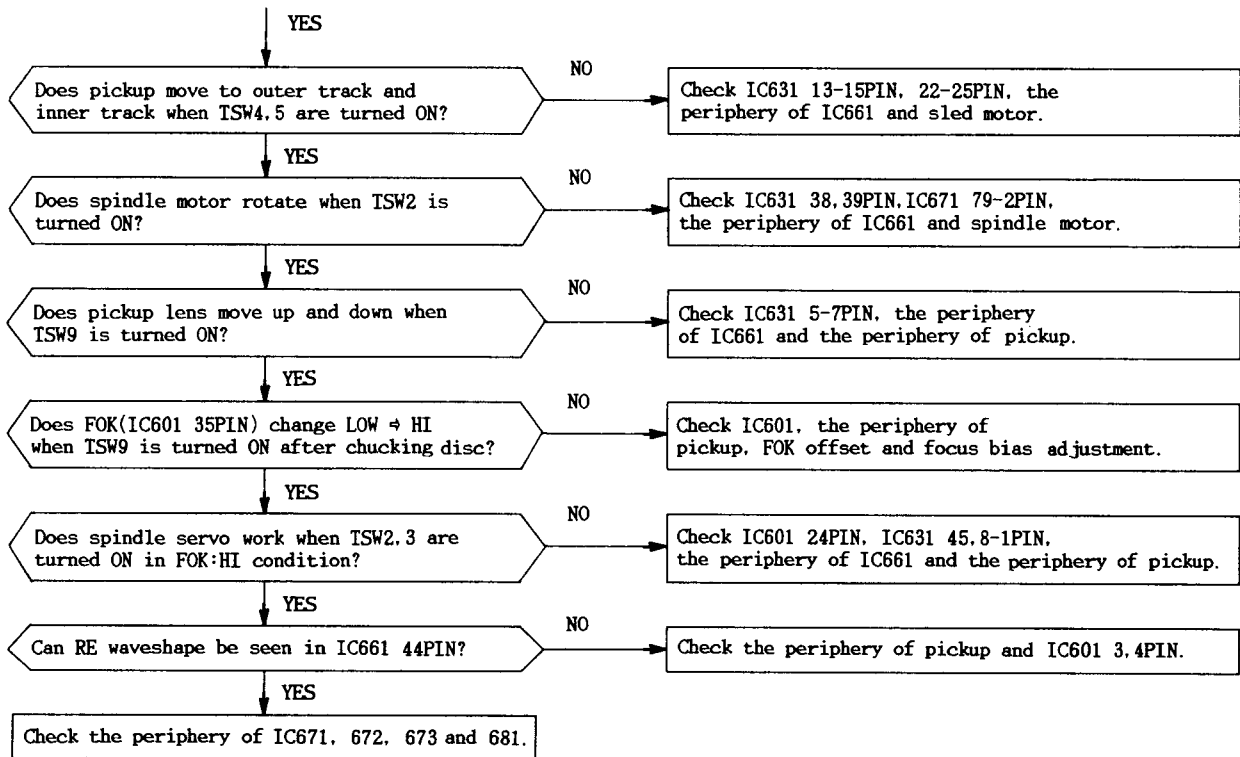 YES
Does pickup move to outer track and
inner track when TSW4,5 are turned ON?
NO
Check IC631 13-15PIN, 22-25PIN, the
periphery of IC661 and sled motor.
YES
Does spindle motor rotate when TSW2 is
turned ON?
NO
Check IC631 38,39PIN,IC671 79-2PIN,
the periphery of IC661 and spindle motor.
YES
Does pickup lens move up and down when
TSW9 is turned ON?
NO
Check IC631 5-7PIN, the periphery
of IC661 and the periphery of pickup.
YES
Does FOK(IC601 35PIN) change LOW → HI
when TSW9 is turned ON after chucking disc?
NO
Check IC601, the periphery of
pickup, FOK offset and focus bias adjustment.
YES
Does spindle servo work when TSW2,3 are
turned ON in FOK:HI condition?
NO
Check IC601 24PIN, IC631 45,8-1PIN,
the periphery of IC661 and the periphery of pickup.
YES
Can RE waveshape be seen in IC661 44PIN?
NO
Check the periphery of pickup and IC601 3,4PIN.
YES
Check the periphery of IC671, 672, 673 and 681.